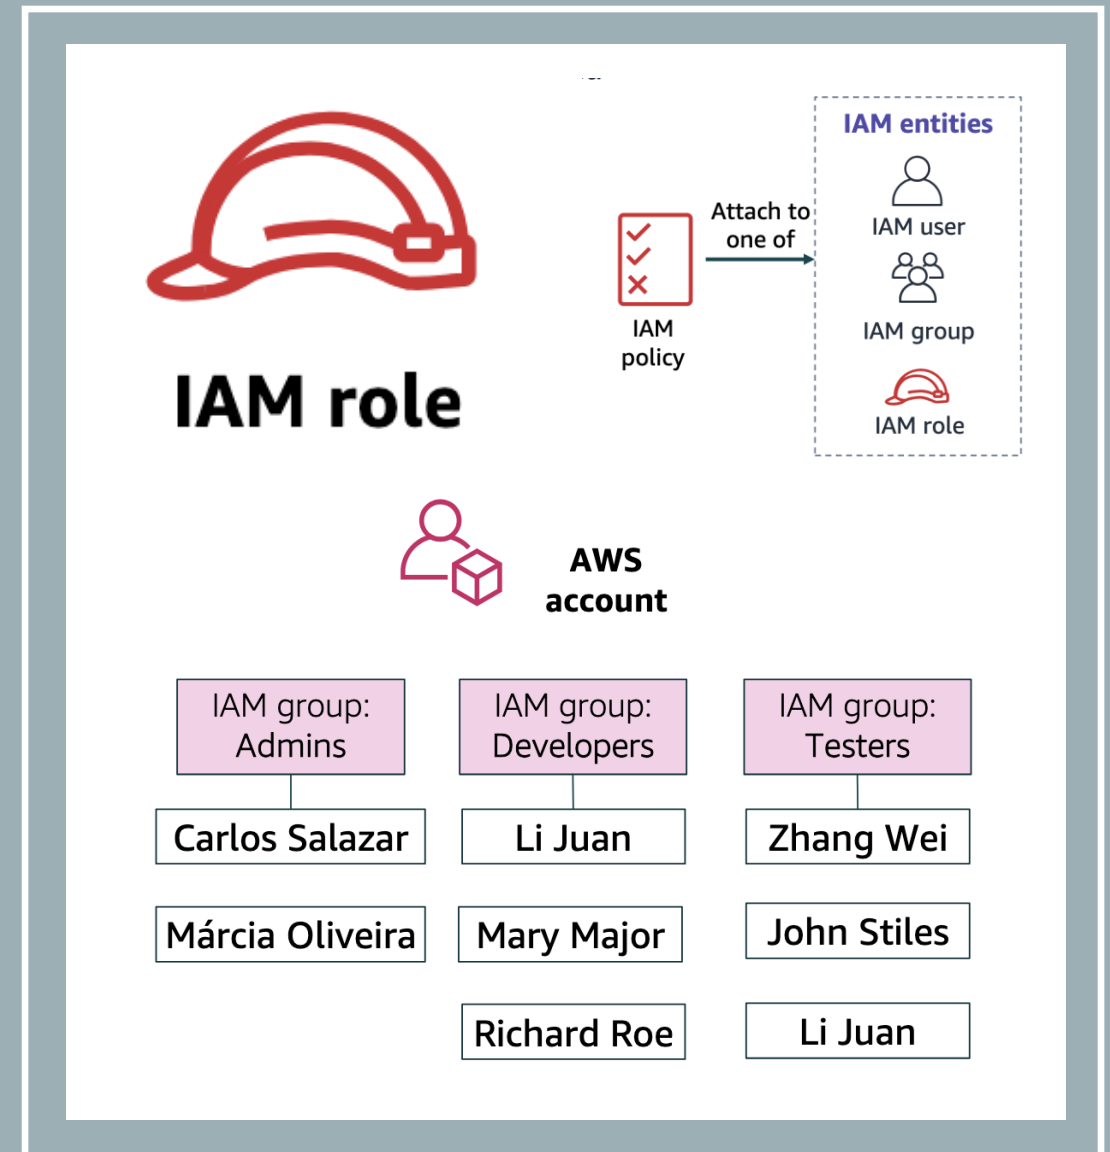 IAM role
IAM
policy
Attach to
one of
IAM entities
IAM user
IAM group
IAM role
AWS
account
IAM group:
Admins
Carlos Salazar
Márcia Oliveira
IAM group:
Developers
Li Juan
Mary Major
Richard Roe
IAM group:
Testers
Zhang Wei
John Stiles
Li Juan